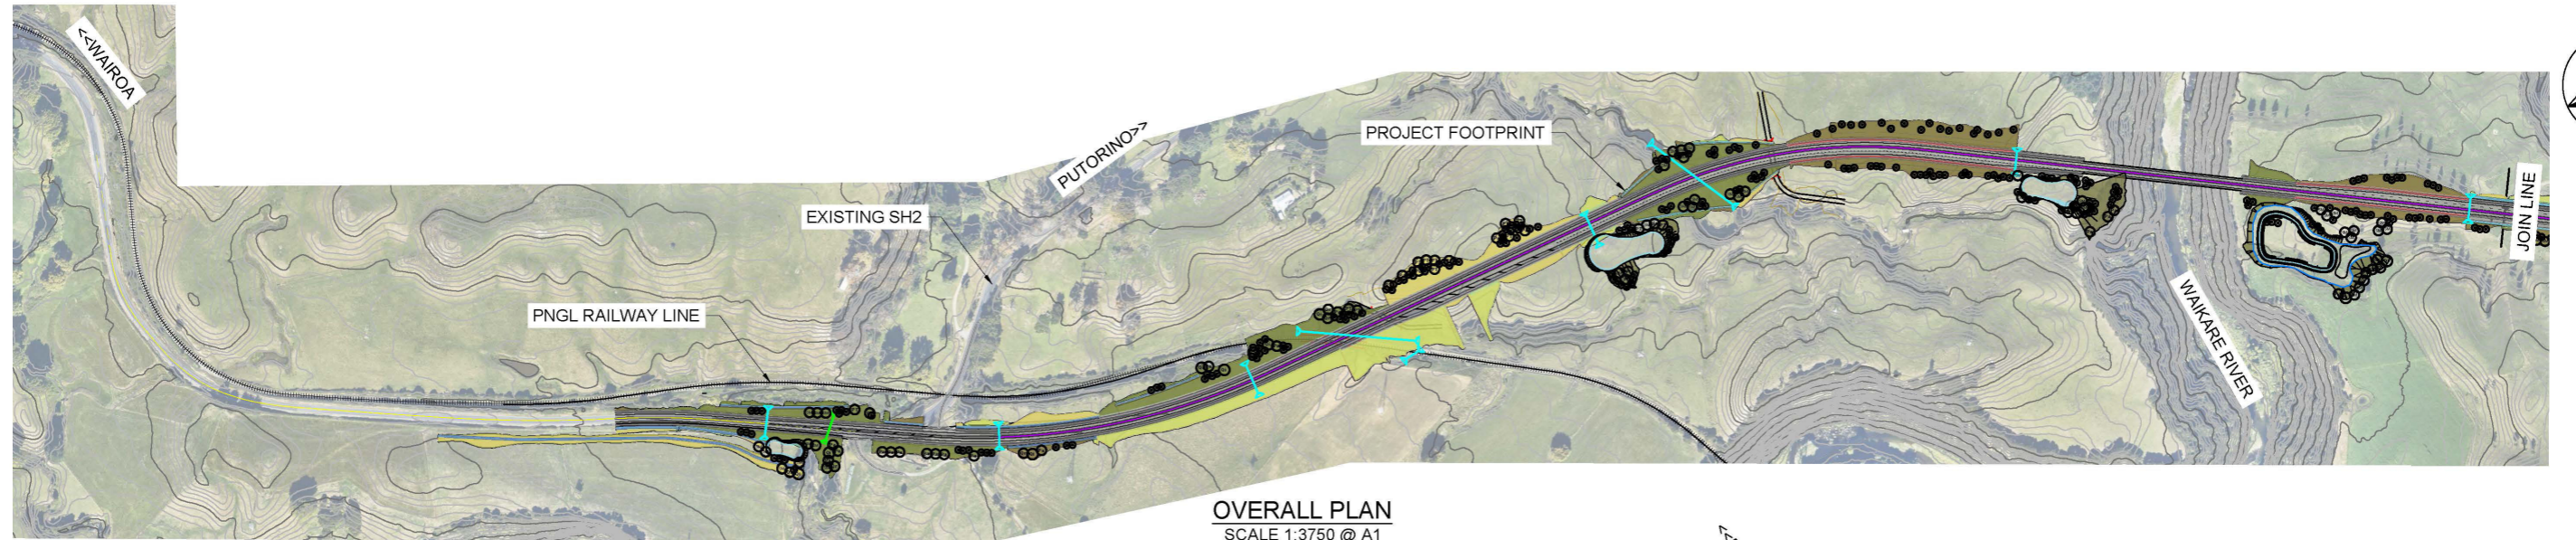 <<WAIROA
PUTORINO>>
PROJECT FOOTPRINT
EXISTING SH2
JOIN LINE
PNGL RAILWAY LINE
WAIKARE RIVER
OVERALL PLAN
SCALE 1:3750 @ A1
<<